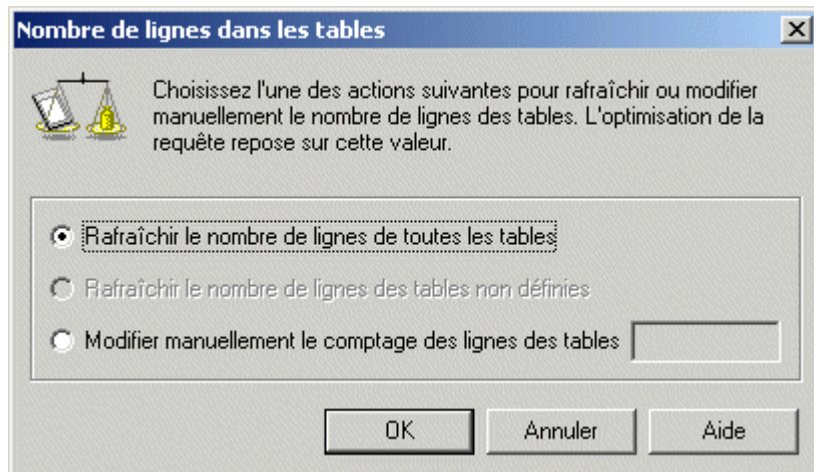 Nombre de lignes dans les tables
Choisissez l'une des actions suivantes pour rafraîchir ou modifier
manuellement le nombre de lignes des tables. L'optimisation de la
requête repose sur cette valeur.
Rafraîchir le nombre de lignes de toutes les tables
Rafraîchir le nombre de lignes des tables non définies
Modifier manuellement le comptage des lignes des tables
OK Annuler Aide